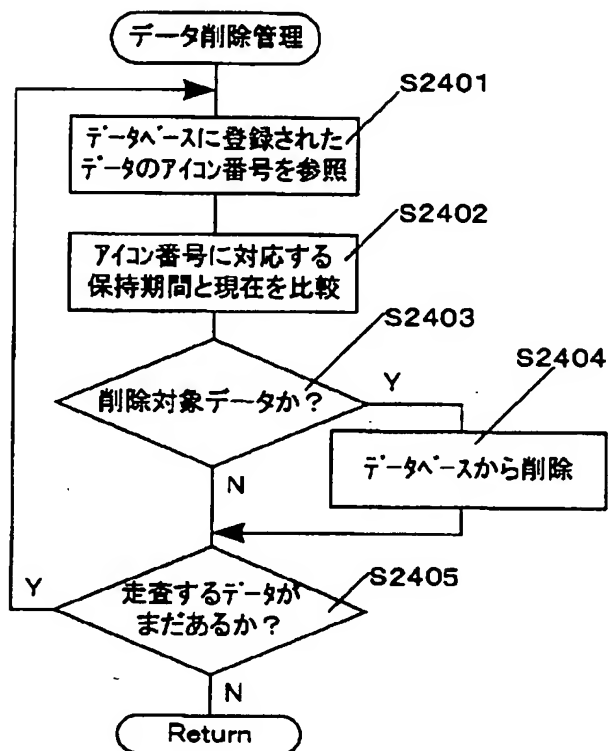 データ削除管理
S2401
データベースに登録された
データのアイコン番号を参照
S2402
アイコン番号に対応する
保持期間と現在を比較
S2403
削除対象データか？
Y
S2404
データベースから削除
N
S2405
走査するデータが
まだあるか？
Y
N
Return